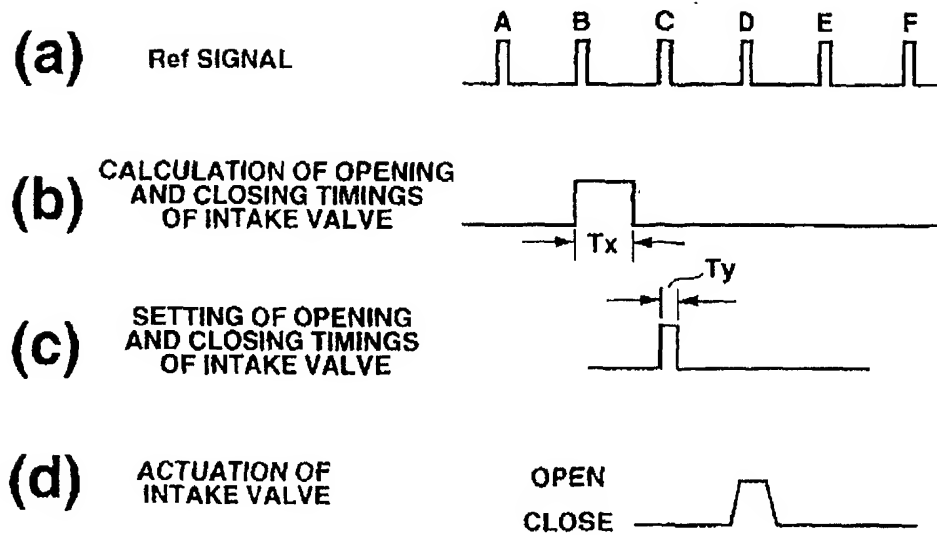 A B C D E F
(a) Ref SIGNAL
(b) CALCULATION OF OPENING
AND CLOSING TIMINGS
OF INTAKE VALVE
Tx
Ty
(c) SETTING OF OPENING
AND CLOSING TIMINGS
OF INTAKE VALVE
(d) ACTUATION OF
INTAKE VALVE
OPEN
CLOSE